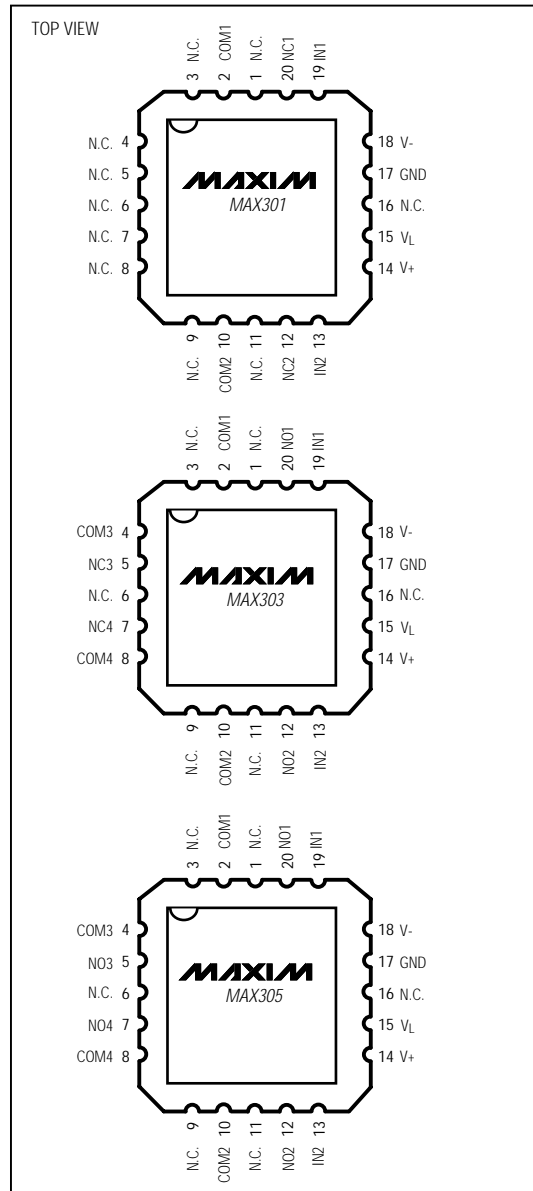 TOP VIEW
3 N.C.
2 COM1
1 N.C.
20 NC1
19 IN1
N.C. 4
N.C. 5
N.C. 6
N.C. 7
N.C. 8
MAXIM
MAX301
18 V-
17 GND
16 N.C.
15 VL
14 V+
N.C. 9
COM2 10
N.C. 11
NC2 12
IN2 13
3 N.C.
2 COM1
1 N.C.
20 NO1
19 IN1
COM3 4
NC3 5
N.C. 6
NC4 7
COM4 8
MAXIM
MAX303
18 V-
17 GND
16 N.C.
15 VL
14 V+
N.C. 9
COM2 10
N.C. 11
NO2 12
IN2 13
3 N.C.
2 COM1
1 N.C.
20 NO1
19 IN1
COM3 4
NO3 5
N.C. 6
NO4 7
COM4 8
MAXIM
MAX305
18 V-
17 GND
16 N.C.
15 VL
14 V+
N.C. 9
COM2 10
N.C. 11
NO2 12
IN2 13